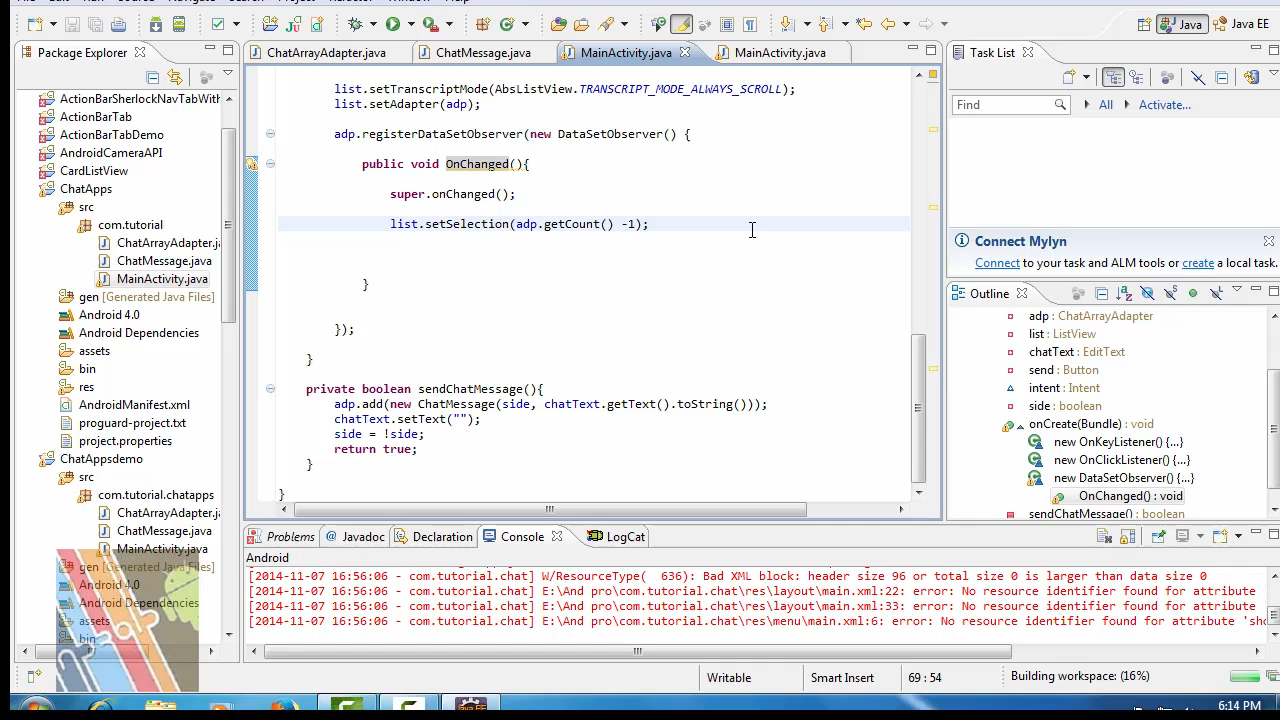 Java
Java EE
Package Explorer
ChatArrayAdapter.java
ChatMessage.java
MainActivity.java
MainActivity.java
Task List
Find
All
Activate...
ActionBarSherlockNavTabWith
ActionBarTab
ActionBarTabDemo
AndroidCameraAPI
CardListView
ChatApps
src
com.tutorial
ChatArrayAdapter.j
ChatMessage.java
MainActivity.java
gen [Generated Java Files]
Android 4.0
Android Dependencies
assets
bin
res
AndroidManifest.xml
proguard-project.txt
project.properties
ChatAppsdemo
src
com.tutorial.chatapps
ChatArrayAdapter.j
ChatMessage.java
MainActivity.java
gen [Generated Java Files]
Android 4.0
Android Dependencies
assets
bin
list.setTranscriptMode(AbsListView.TRANSCRIPT_MODE_ALWAYS_SCROLL);
list.setAdapter(adp);
adp.registerDataSetObserver(new DataSetObserver() {
public void OnChanged(){
super.onChanged();
list.setSelection(adp.getCount() -1);
}
});
}
private boolean sendChatMessage(){
adp.add(new ChatMessage(side, chatText.getText().toString()));
chatText.setText("");
side = !side;
return true;
}
}
Connect Mylyn
Connect to your task and ALM tools or create a local task.
Outline
adp : ChatArrayAdapter
list : ListView
chatText : EditText
send : Button
intent : Intent
side : boolean
onCreate(Bundle) : void
new OnKeyListener() {...}
new OnClickListener() {...}
new DataSetObserver() {...}
OnChanged() : void
sendChatMessage() : boolean
Problems
Javadoc
Declaration
Console
LogCat
Android
[2014-11-07 16:56:06 - com.tutorial.chat] W/ResourceType( 636): Bad XML block: header size 96 or total size 0 is larger than data size 0
[2014-11-07 16:56:06 - com.tutorial.chat] E:\And pro\com.tutorial.chat\res\layout\main.xml:22: error: No resource identifier found for attribute
[2014-11-07 16:56:06 - com.tutorial.chat] E:\And pro\com.tutorial.chat\res\layout\main.xml:33: error: No resource identifier found for attribute
[2014-11-07 16:56:06 - com.tutorial.chat] E:\And pro\com.tutorial.chat\res\menu\main.xml:6: error: No resource identifier found for attribute 'sho
Writable
Smart Insert
69 : 54
Building workspace: (16%)
6:14 PM